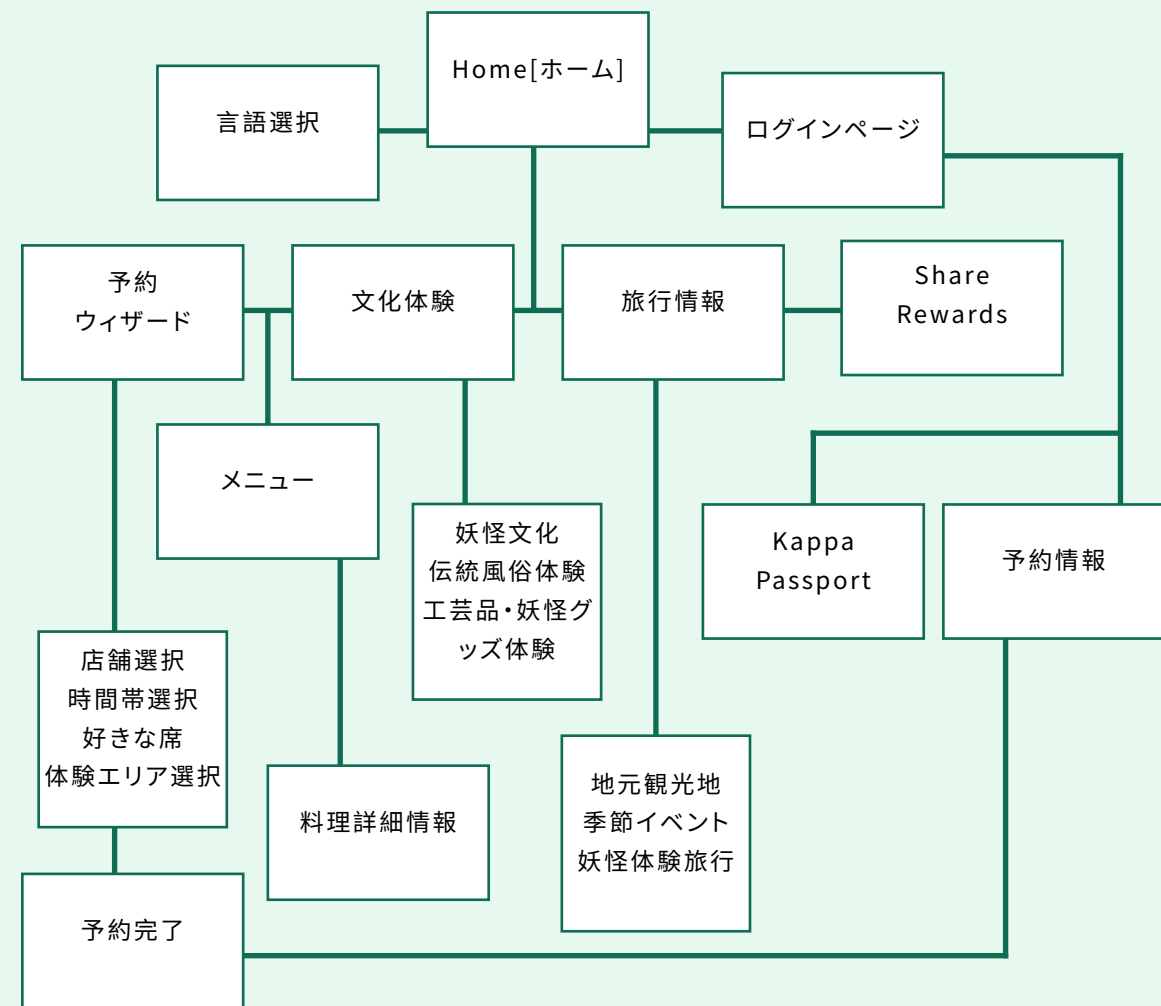 Home[ホーム]
言語選択
ログインページ
予約
ウィザード
文化体験
旅行情報
Share
Rewards
メニュー
妖怪文化
伝統風俗体験
工芸品・妖怪グ
ッズ体験
Kappa
Passport
予約情報
店舗選択
時間帯選択
好きな席
体験エリア選択
料理詳細情報
地元観光地
季節イベント
妖怪体験旅行
予約完了